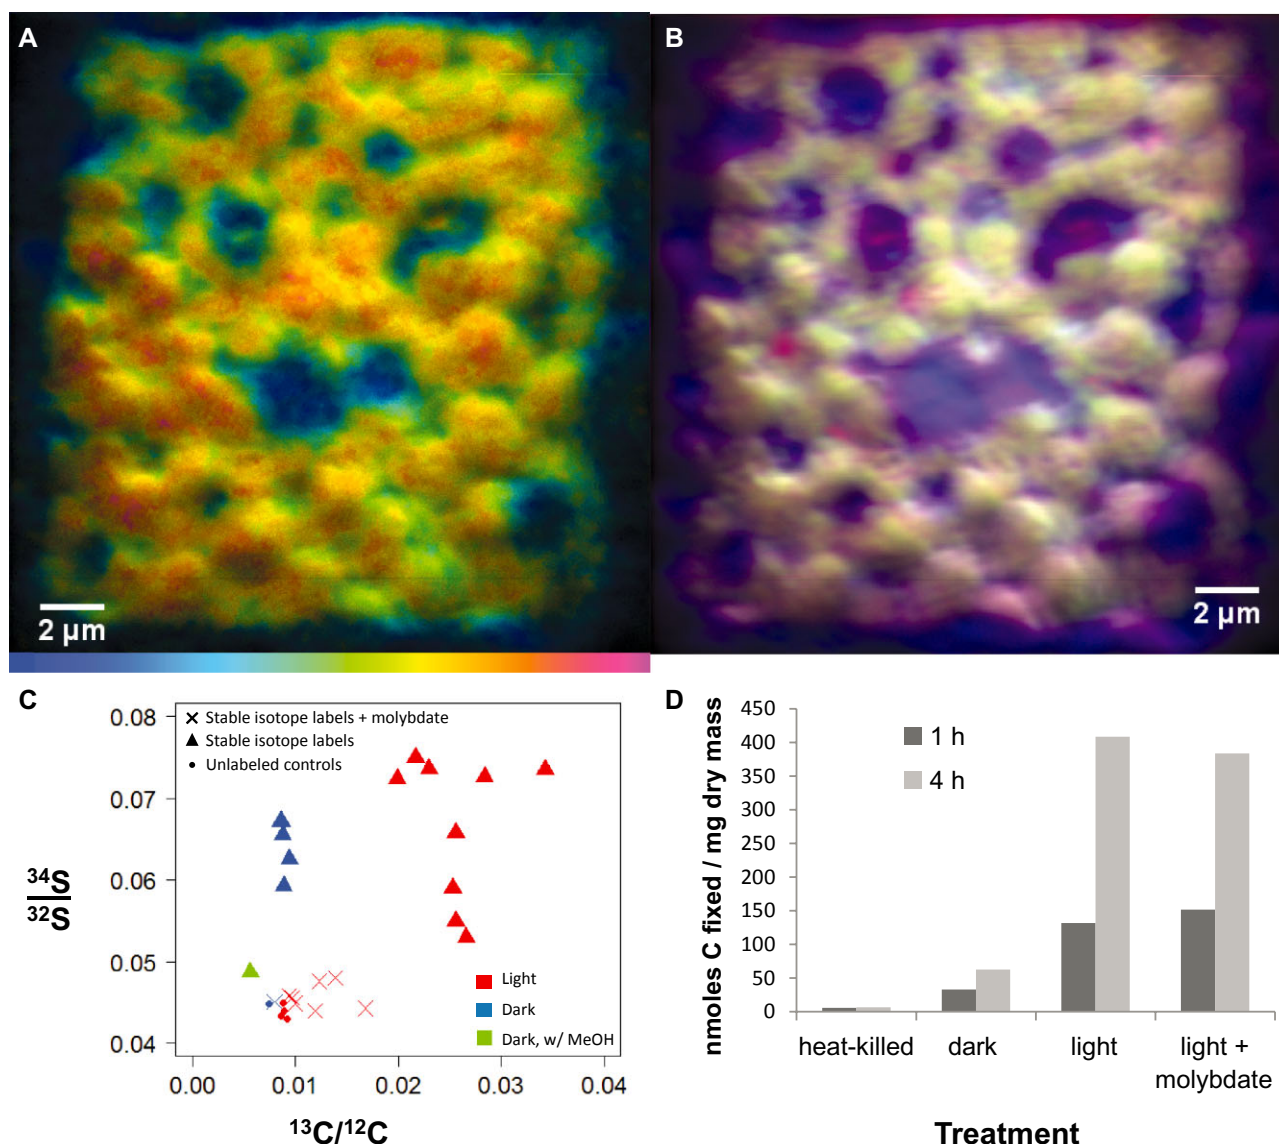 A
B
2 µm
2 µm
C
0.08
0.07
0.06
0.05
0.04
³⁴S
³²S
Stable isotope labels + molybdate
Stable isotope labels
Unlabeled controls
Light
Dark
Dark, w/ MeOH
0.00 0.01 0.02 0.03 0.04
¹³C/¹²C
D
450
400
350
300
250
200
150
100
50
0
nmoles C fixed / mg dry mass
1 h
4 h
heat-killed dark light light +
molybdate
Treatment